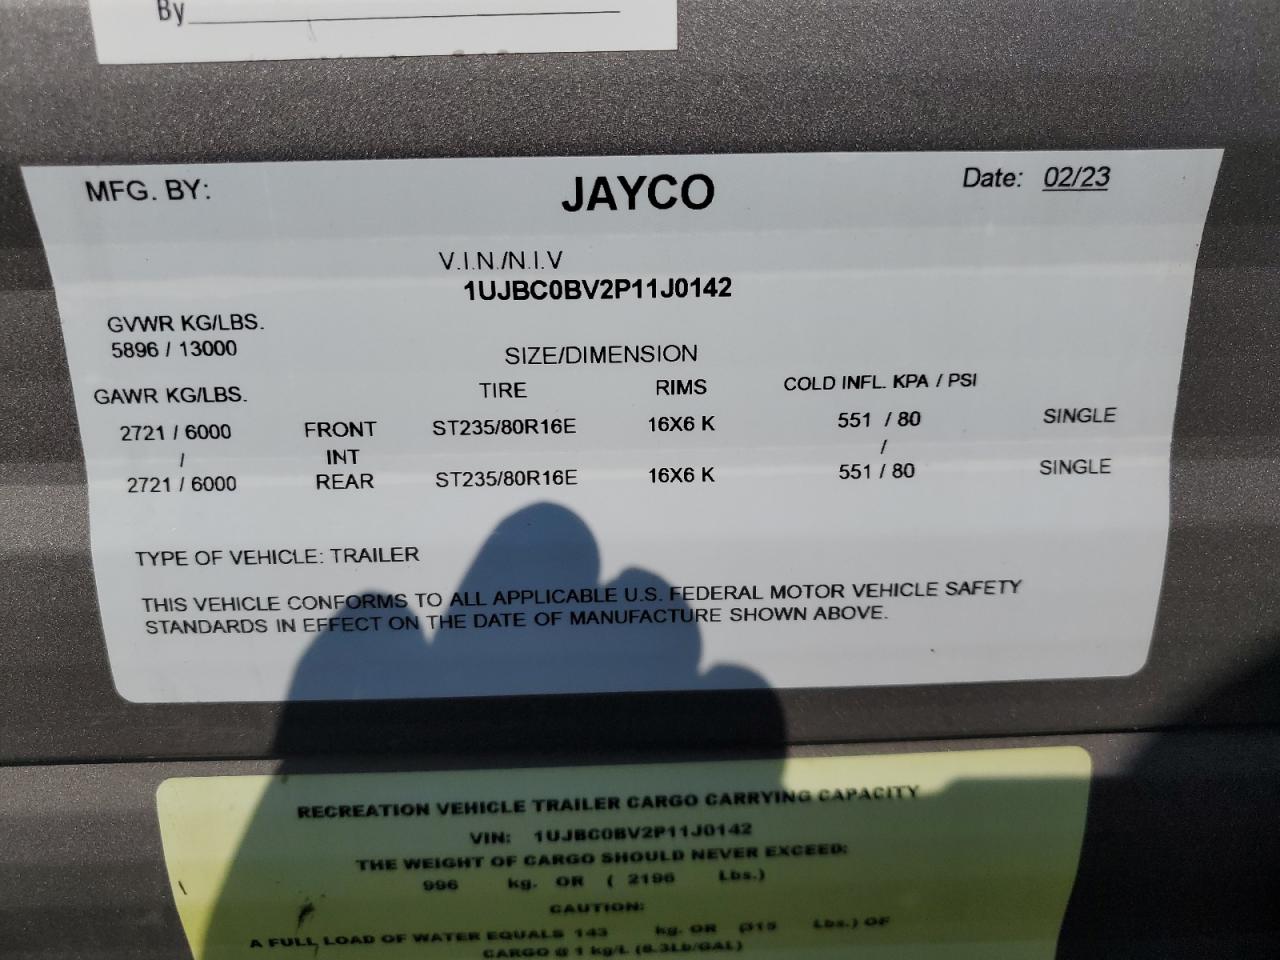 By
MFG. BY: JAYCO Date: 02/23
V.I.N./N.I.V
1UJBC0BV2P11J0142
GVWR KG/LBS.
5896 / 13000
SIZE/DIMENSION
GAWR KG/LBS. TIRE RIMS COLD INFL. KPA / PSI
2721 / 6000 FRONT ST235/80R16E 16X6 K 551 / 80 SINGLE
/ INT /
2721 / 6000 REAR ST235/80R16E 16X6 K 551 / 80 SINGLE
TYPE OF VEHICLE: TRAILER
THIS VEHICLE CONFORMS TO ALL APPLICABLE U.S. FEDERAL MOTOR VEHICLE SAFETY
STANDARDS IN EFFECT ON THE DATE OF MANUFACTURE SHOWN ABOVE.
RECREATION VEHICLE TRAILER CARGO CARRYING CAPACITY
VIN: 1UJBC0BV2P11J0142
THE WEIGHT OF CARGO SHOULD NEVER EXCEED:
996 kg. OR ( 2196 Lbs.)
CAUTION:
A FULL LOAD OF WATER EQUALS 143 kg. OR (315 Lbs.) OF
CARGO @ 1 kg/L (8.3Lb/GAL)